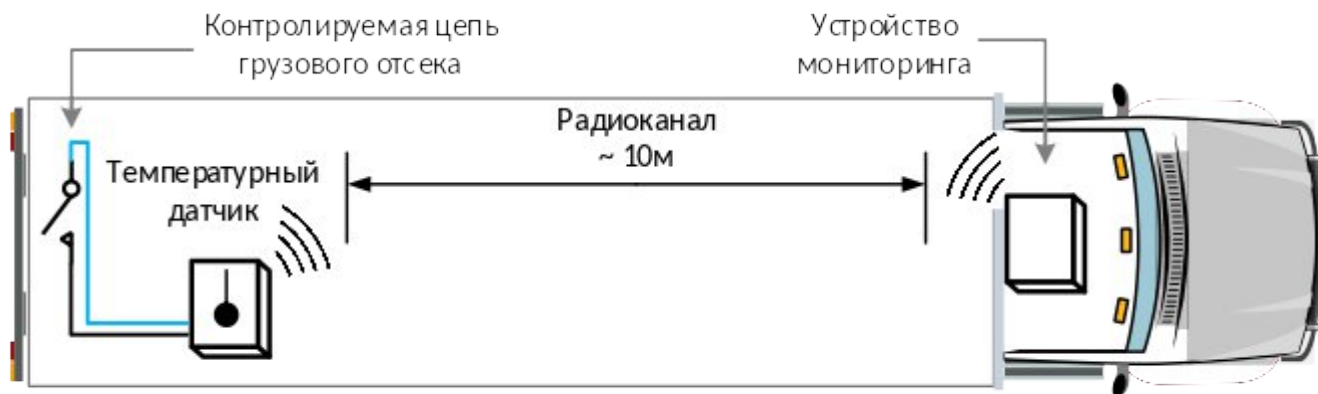 Контролируемая цепь
грузового отсека
Устройство
мониторинга
Радиоканал
~ 10м
Температурный
датчик